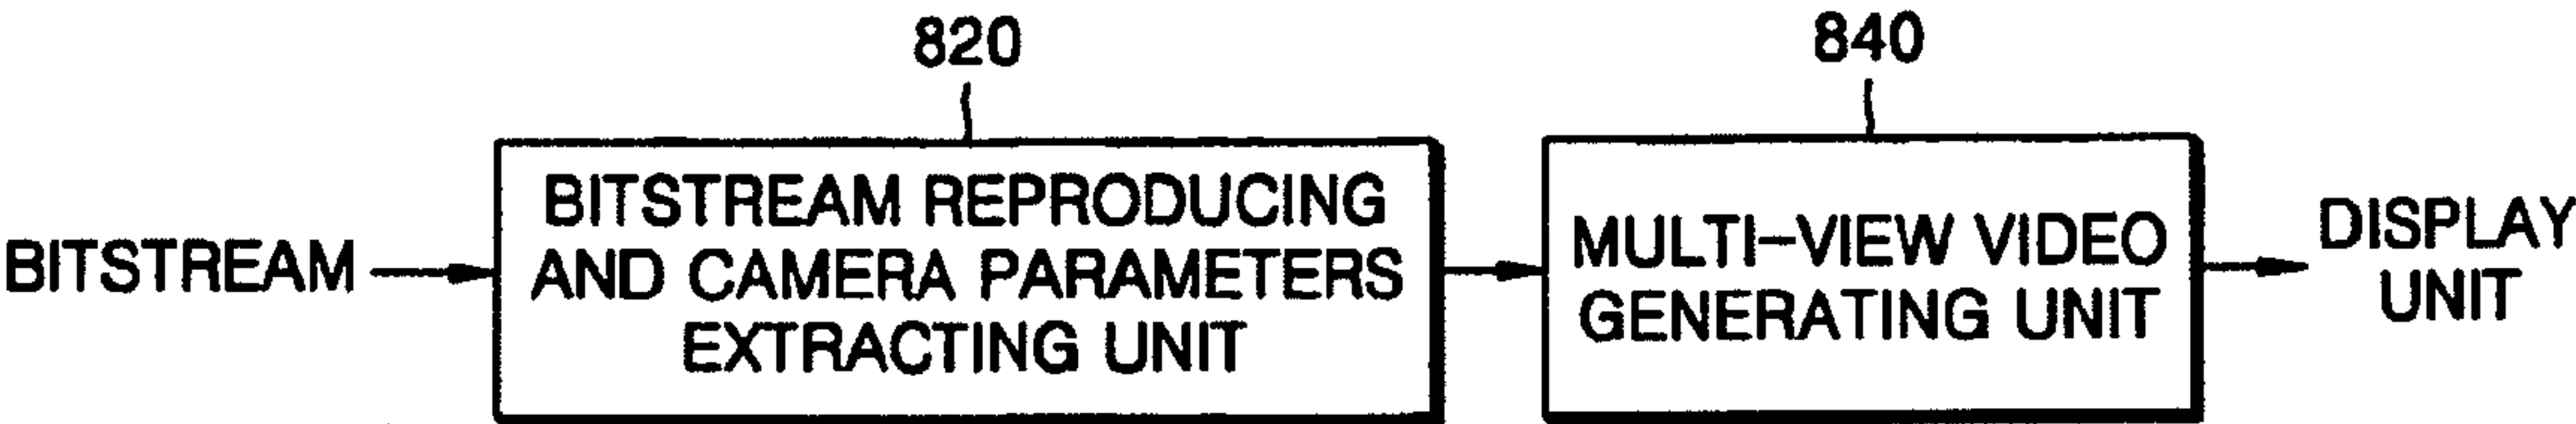 820
840
BITSTREAM
BITSTREAM REPRODUCING
AND CAMERA PARAMETERS
EXTRACTING UNIT
MULTI-VIEW VIDEO
GENERATING UNIT
DISPLAY
UNIT